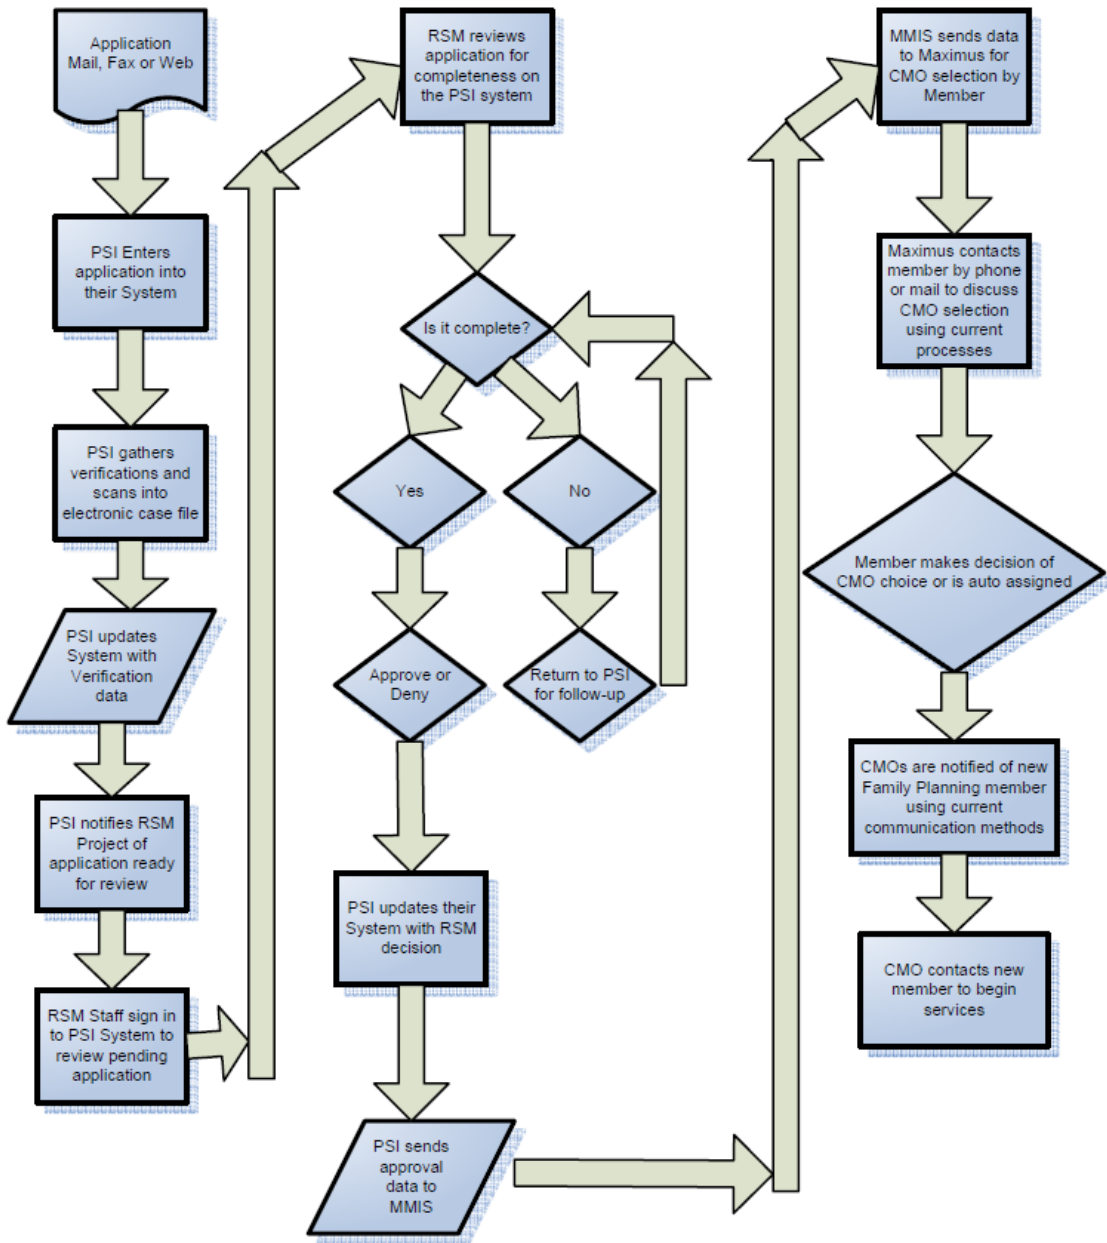 Application
Mail, Fax or Web
PSI Enters
application into
their System
PSI gathers
verifications and
scans into
electronic case file
PSI updates
System with
Verification
data
PSI notifies RSM
Project of
application ready
for review
RSM Staff sign in
to PSI System to
review pending
application
RSM reviews
application for
completeness on
the PSI system
Is it complete?
Yes
No
Approve or
Deny
Return to PSI
for follow-up
PSI updates their
System with RSM
decision
PSI sends
approval
data to
MMIS
MMIS sends data
to Maximus for
CMO selection by
Member
Maximus contacts
member by phone
or mail to discuss
CMO selection
using current
processes
Member makes decision of
CMO choice or is auto assigned
CMOs are notified of new
Family Planning member
using current
communication methods
CMO contacts new
member to begin
services